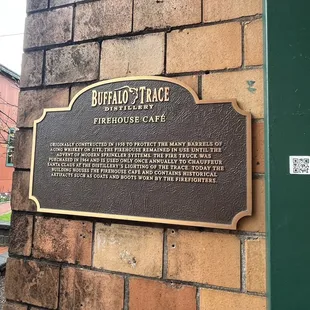 BUFFALO TRACE
DISTILLERY
FIREHOUSE CAFÉ
ORIGINALLY CONSTRUCTED IN 1938 TO PROTECT THE MANY BARRELS OF
AGING WHISKEY ON SITE, THE FIREHOUSE REMAINED IN USE UNTIL THE
ADVENT OF MODERN SPRINKLER SYSTEMS. THE FIRE TRUCK WAS
PURCHASED IN 1964 AND IS USED ONLY ONCE ANNUALLY TO CHAUFFEUR
SANTA CLAUS AT THE DISTILLERY'S LIGHTING OF THE TRACE. TODAY THE
BUILDING HOUSES THE FIREHOUSE CAFÉ AND CONTAINS HISTORICAL
ARTIFACTS SUCH AS COATS AND BOOTS WORN BY THE FIREFIGHTERS.